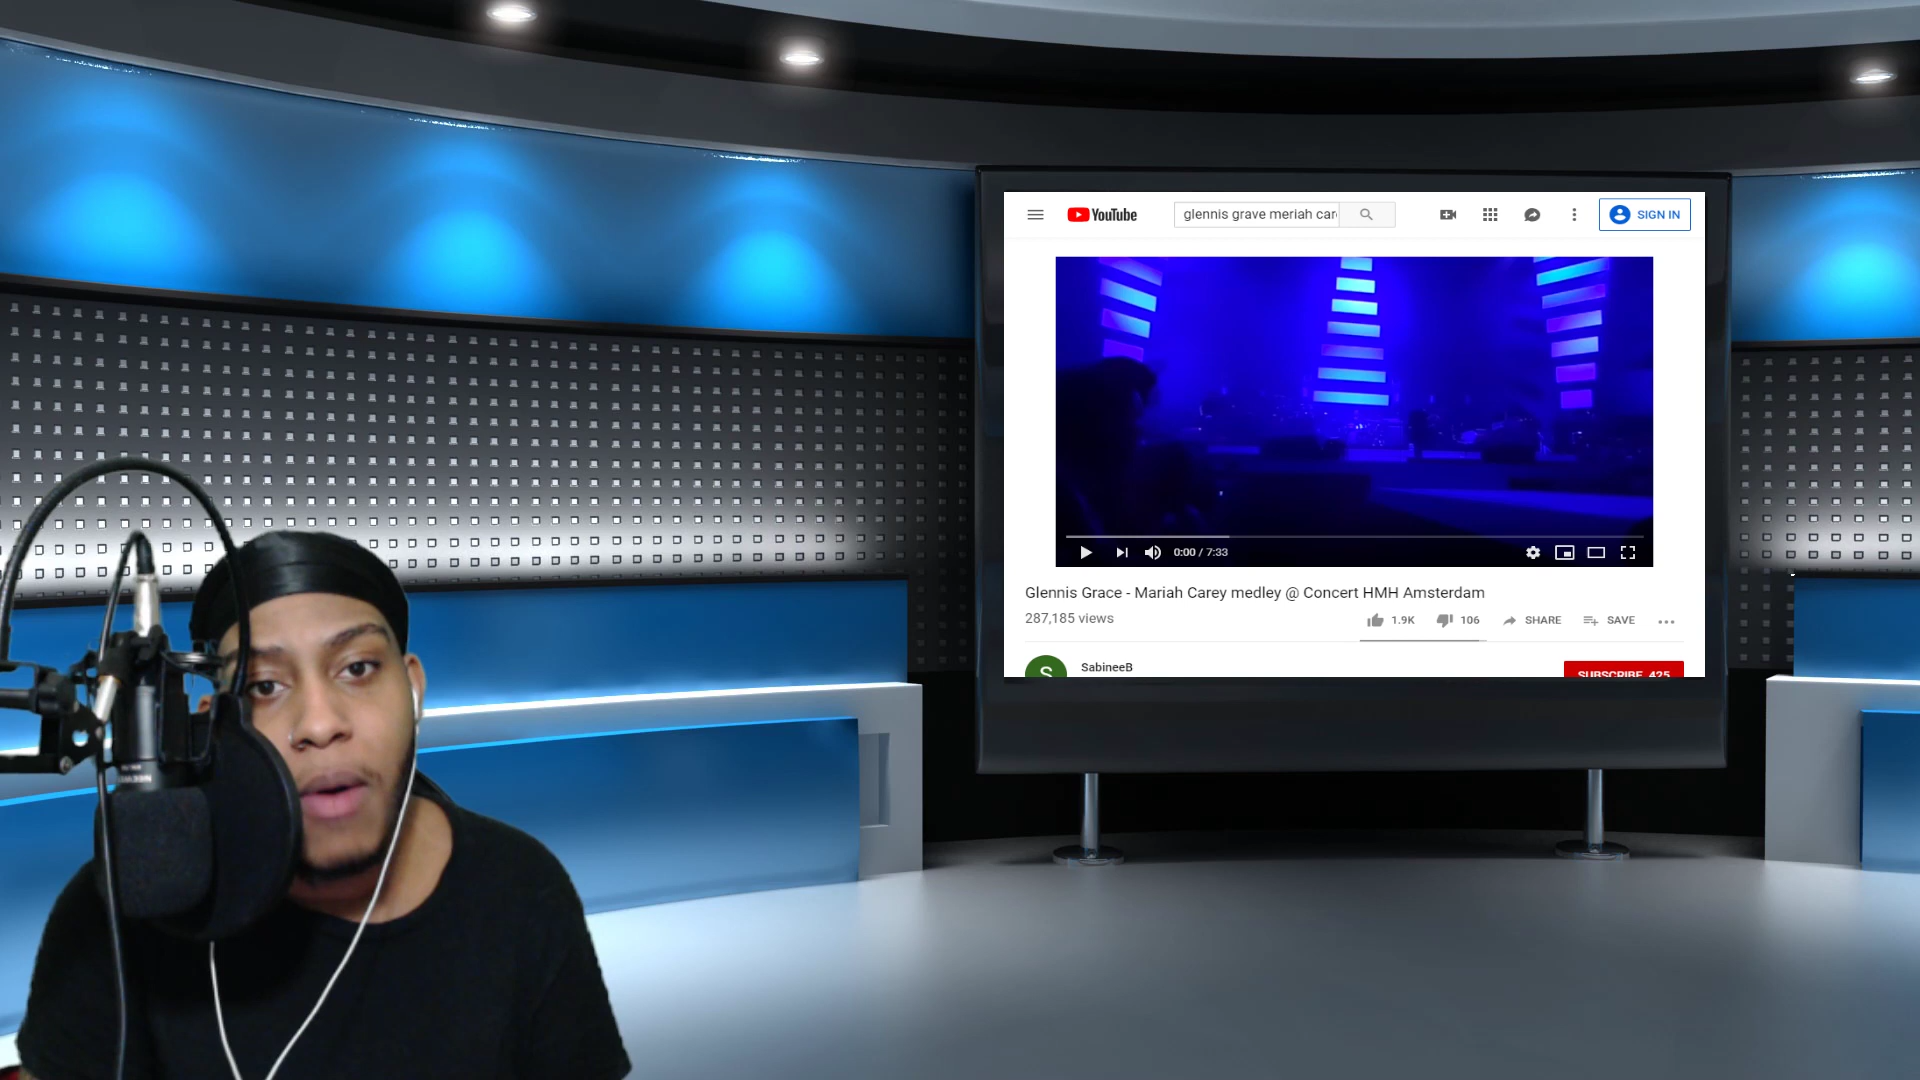 YouTube
glennis grave meriah car
SIGN IN
0:00 / 7:33
Glennis Grace - Mariah Carey medley @ Concert HMH Amsterdam
287,185 views
1.9K
106
SHARE
SAVE
S
SabineeB
SUBSCRIBE 425